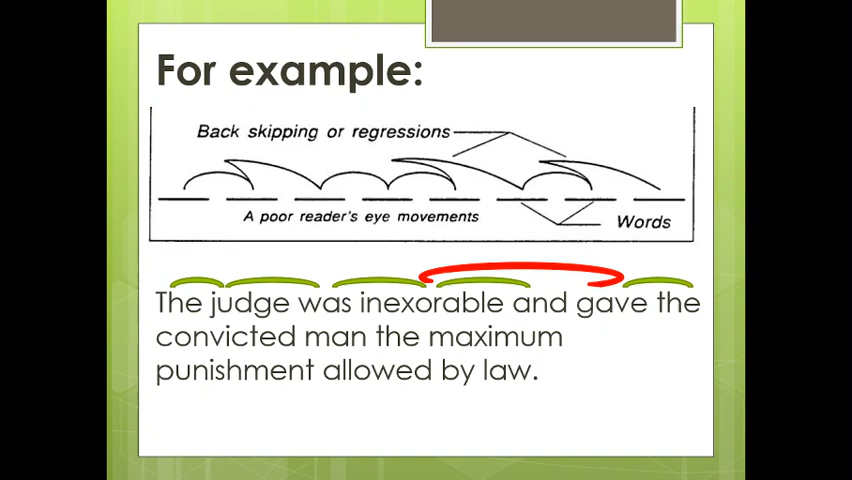 For example:
Back skipping or regressions
A poor reader's eye movements
Words
The judge was inexorable and gave the
convicted man the maximum
punishment allowed by law.